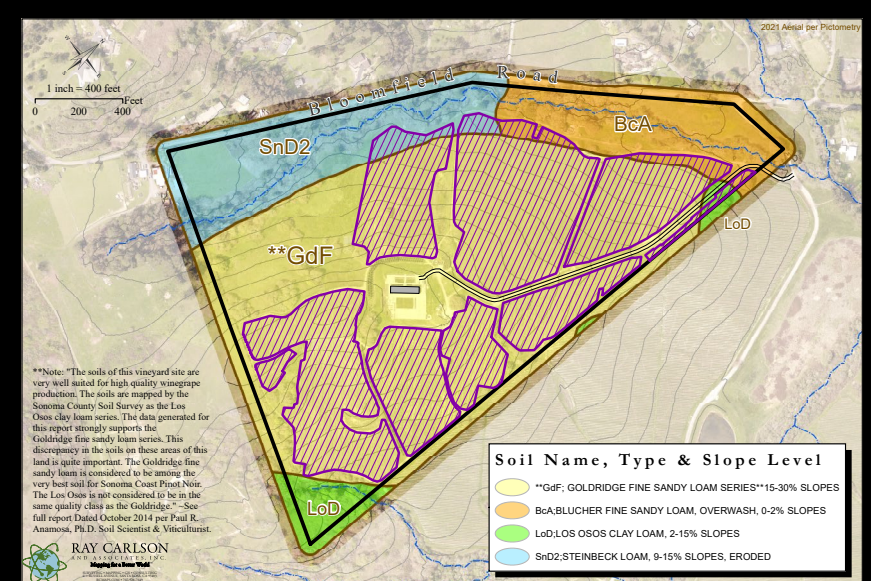 2021 Aerial per Pictometry
1 inch = 400 feet
Feet
0 200 400
Bloomfield Road
SnD2
BcA
**GdF
LoD
LoD
**Note: "The soils of this vineyard site are
very well suited for high quality winegrape
production. The soils are mapped by the
Sonoma County Soil Survey as the Los
Osos clay loam series. The data generated for
this report strongly supports the
Goldridge fine sandy loam series. This
discrepancy in the soils on these areas of this
land is quite important. The Goldridge fine
sandy loam is considered to be among the
very best soil for Sonoma Coast Pinot Noir.
The Los Osos is not considered to be in the
same quality class as the Goldridge." ~See
full report Dated October 2014 per Paul R.
Anamosa, Ph.D. Soil Scientist & Viticulturist.
RAY CARLSON
AND ASSOCIATES, INC.
Mapping for a Better World
Soil Name, Type & Slope Level
**GdF; GOLDRIDGE FINE SANDY LOAM SERIES**15-30% SLOPES
BcA;BLUCHER FINE SANDY LOAM, OVERWASH, 0-2% SLOPES
LoD;LOS OSOS CLAY LOAM, 2-15% SLOPES
SnD2;STEINBECK LOAM, 9-15% SLOPES, ERODED